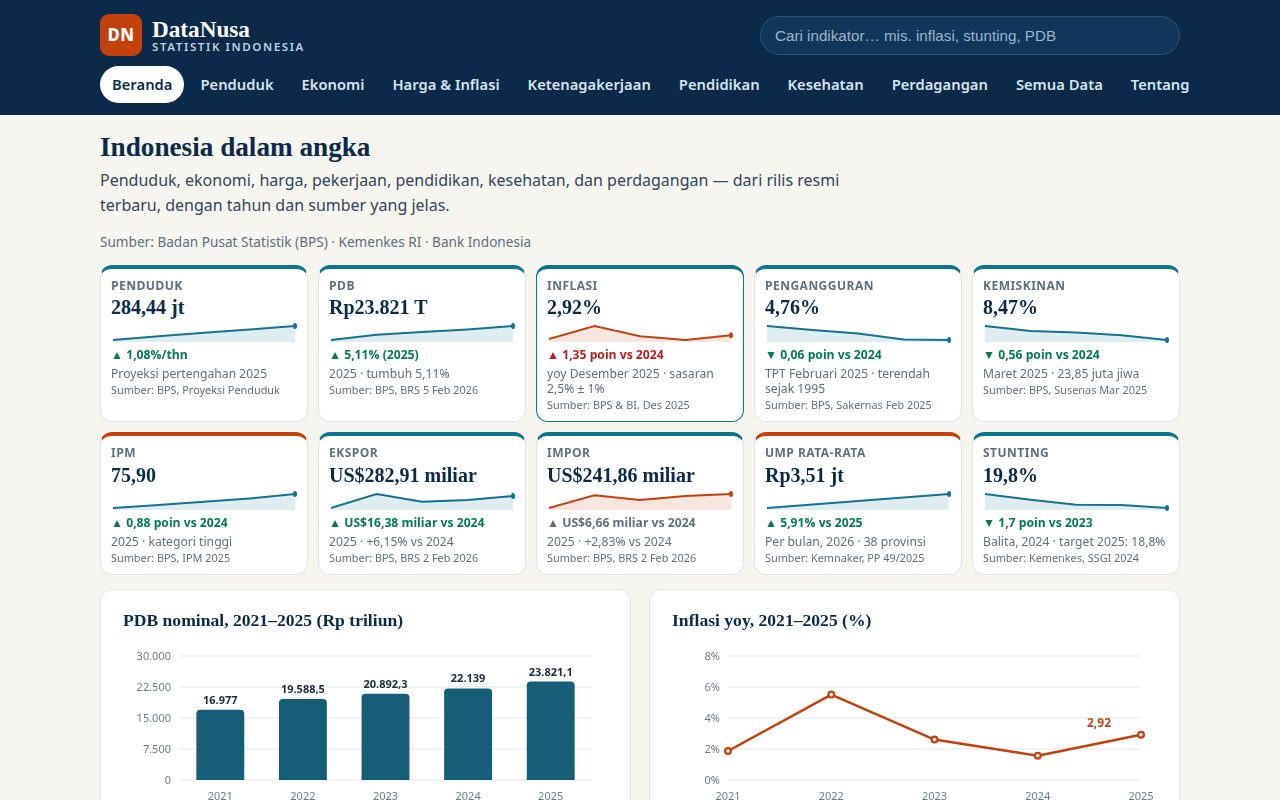 DN
DataNusa
STATISTIK INDONESIA
Cari indikator… mis. inflasi, stunting, PDB
Beranda Penduduk Ekonomi Harga & Inflasi Ketenagakerjaan Pendidikan Kesehatan Perdagangan Semua Data Tentang
Indonesia dalam angka
Penduduk, ekonomi, harga, pekerjaan, pendidikan, kesehatan, dan perdagangan — dari rilis resmi
terbaru, dengan tahun dan sumber yang jelas.
Sumber: Badan Pusat Statistik (BPS) · Kemenkes RI · Bank Indonesia
PENDUDUK
284,44 jt
▲ 1,08%/thn
Proyeksi pertengahan 2025
Sumber: BPS, Proyeksi Penduduk
PDB
Rp23.821 T
▲ 5,11% (2025)
2025 · tumbuh 5,11%
Sumber: BPS, BRS 5 Feb 2026
INFLASI
2,92%
▲ 1,35 poin vs 2024
yoy Desember 2025 · sasaran
2,5% ± 1%
Sumber: BPS & BI, Des 2025
PENGANGGURAN
4,76%
▼ 0,06 poin vs 2024
TPT Februari 2025 · terendah
sejak 1995
Sumber: BPS, Sakernas Feb 2025
KEMISKINAN
8,47%
▼ 0,56 poin vs 2024
Maret 2025 · 23,85 juta jiwa
Sumber: BPS, Susenas Mar 2025
IPM
75,90
▲ 0,88 poin vs 2024
2025 · kategori tinggi
Sumber: BPS, IPM 2025
EKSPOR
US$282,91 miliar
▲ US$16,38 miliar vs 2024
2025 · +6,15% vs 2024
Sumber: BPS, BRS 2 Feb 2026
IMPOR
US$241,86 miliar
▲ US$6,66 miliar vs 2024
2025 · +2,83% vs 2024
Sumber: BPS, BRS 2 Feb 2026
UMP RATA-RATA
Rp3,51 jt
▲ 5,91% vs 2025
Per bulan, 2026 · 38 provinsi
Sumber: Kemnaker, PP 49/2025
STUNTING
19,8%
▼ 1,7 poin vs 2023
Balita, 2024 · target 2025: 18,8%
Sumber: Kemenkes, SSGI 2024
PDB nominal, 2021–2025 (Rp triliun)
30.000
22.500
15.000
7.500
0
16.977
19.588,5
20.892,3
22.139
23.821,1
2021 2022 2023 2024 2025
Inflasi yoy, 2021–2025 (%)
8%
6%
4%
2%
0%
2,92
2021 2022 2023 2024 2025